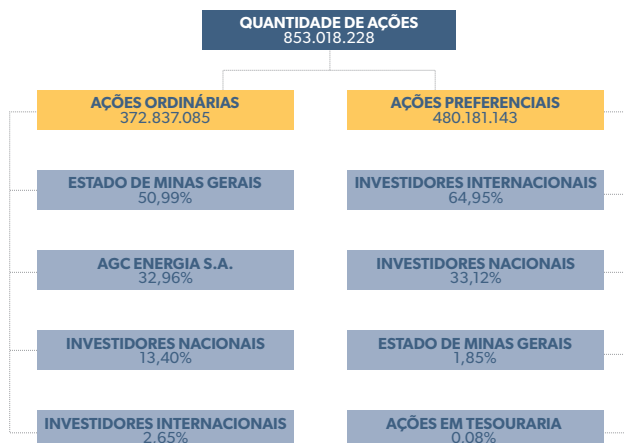 QUANTIDADE DE AÇÕES
853.018.228
AÇÕES ORDINÁRIAS
372.837.085
ESTADO DE MINAS GERAIS
50,99%
AGC ENERGIA S.A.
32,96%
INVESTIDORES NACIONAIS
13,40%
INVESTIDORES INTERNACIONAIS
2,65%
AÇÕES PREFERENCIAIS
480.181.143
INVESTIDORES INTERNACIONAIS
64,95%
INVESTIDORES NACIONAIS
33,12%
ESTADO DE MINAS GERAIS
1,85%
AÇÕES EM TESOURARIA
0,08%